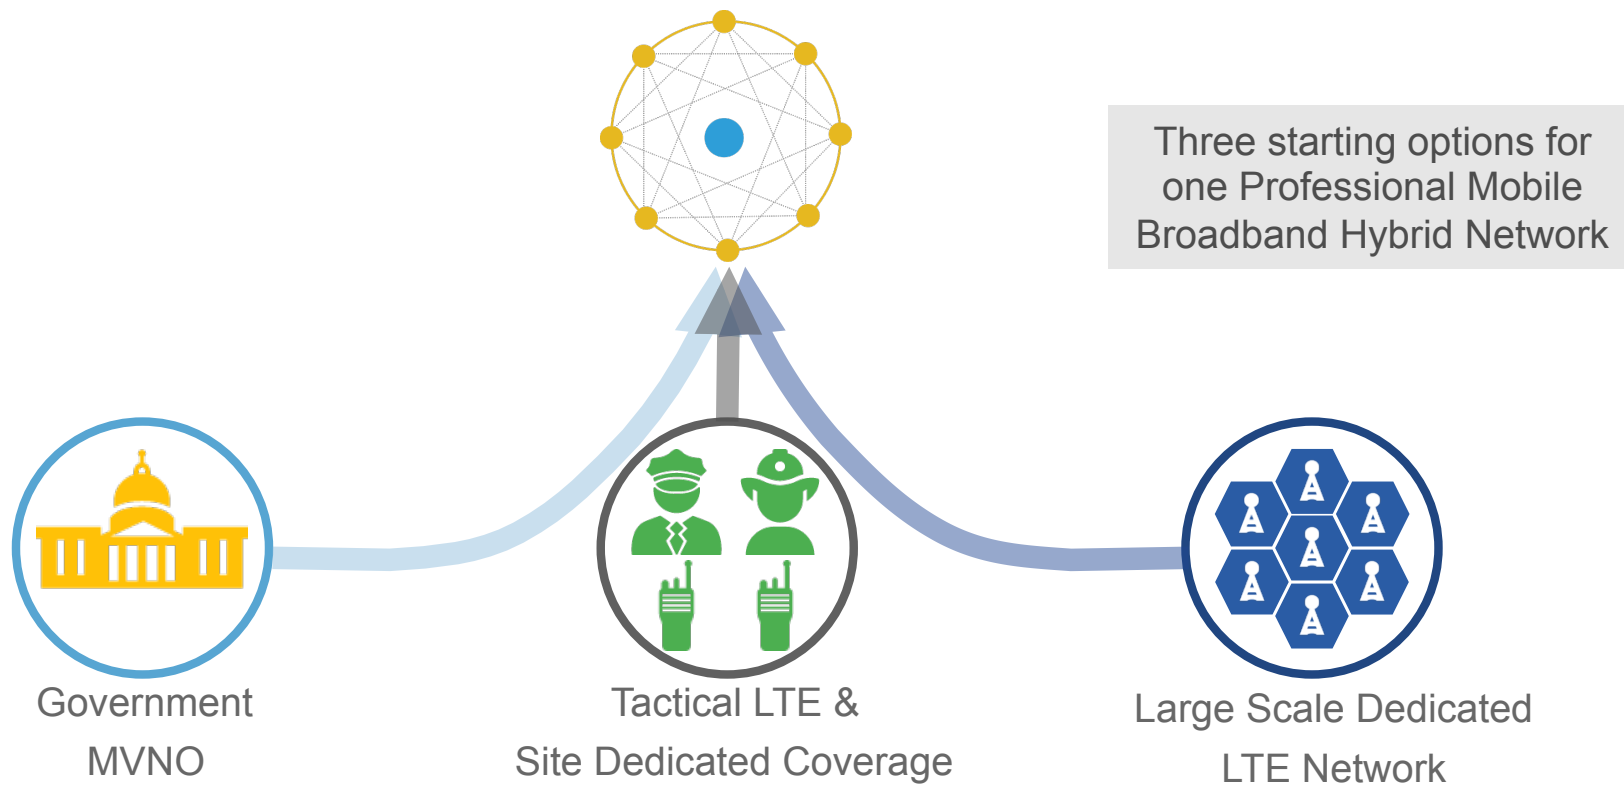 Three starting options for
one Professional Mobile
Broadband Hybrid Network
Government
MVNO
Tactical LTE &
Site Dedicated Coverage
Large Scale Dedicated
LTE Network